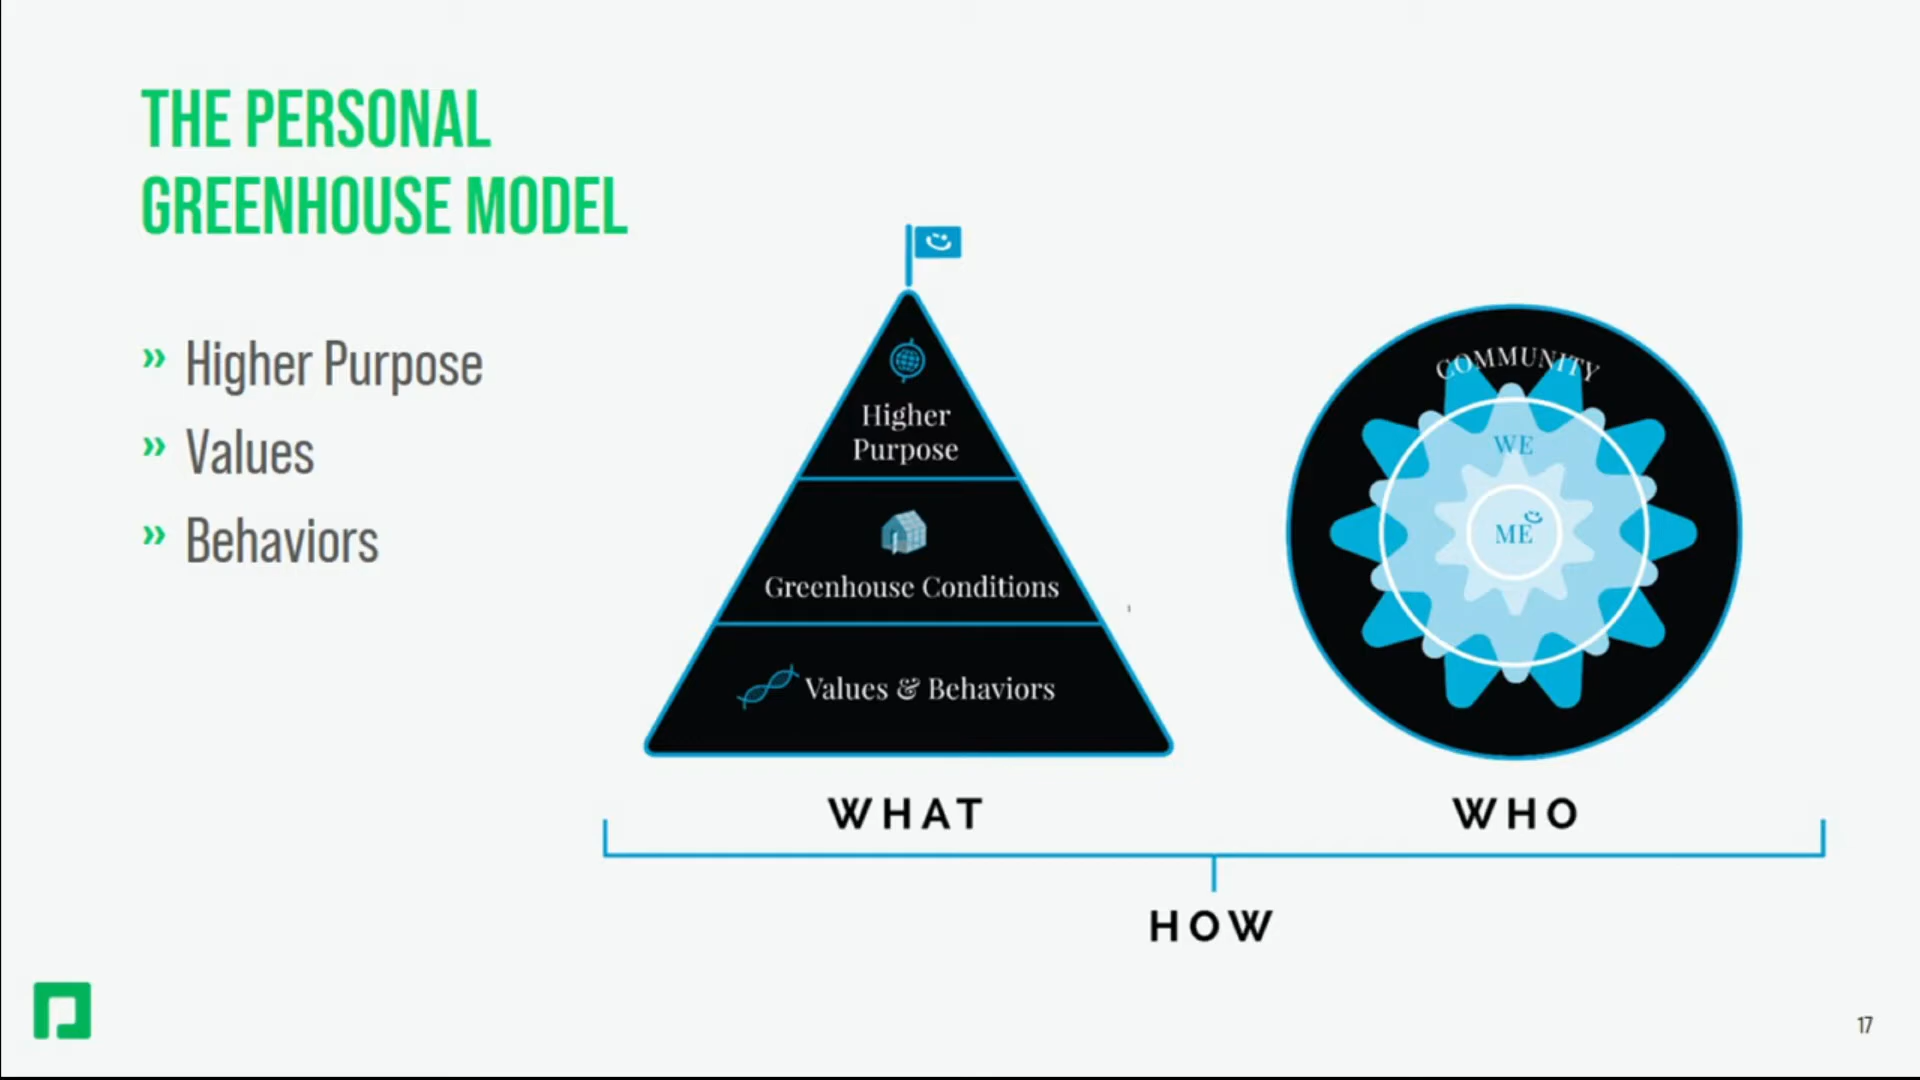 THE PERSONAL
GREENHOUSE MODEL
» Higher Purpose
» Values
» Behaviors
Higher
Purpose
Greenhouse Conditions
Values & Behaviors
COMMUNITY
WE
ME
WHAT
WHO
HOW
17